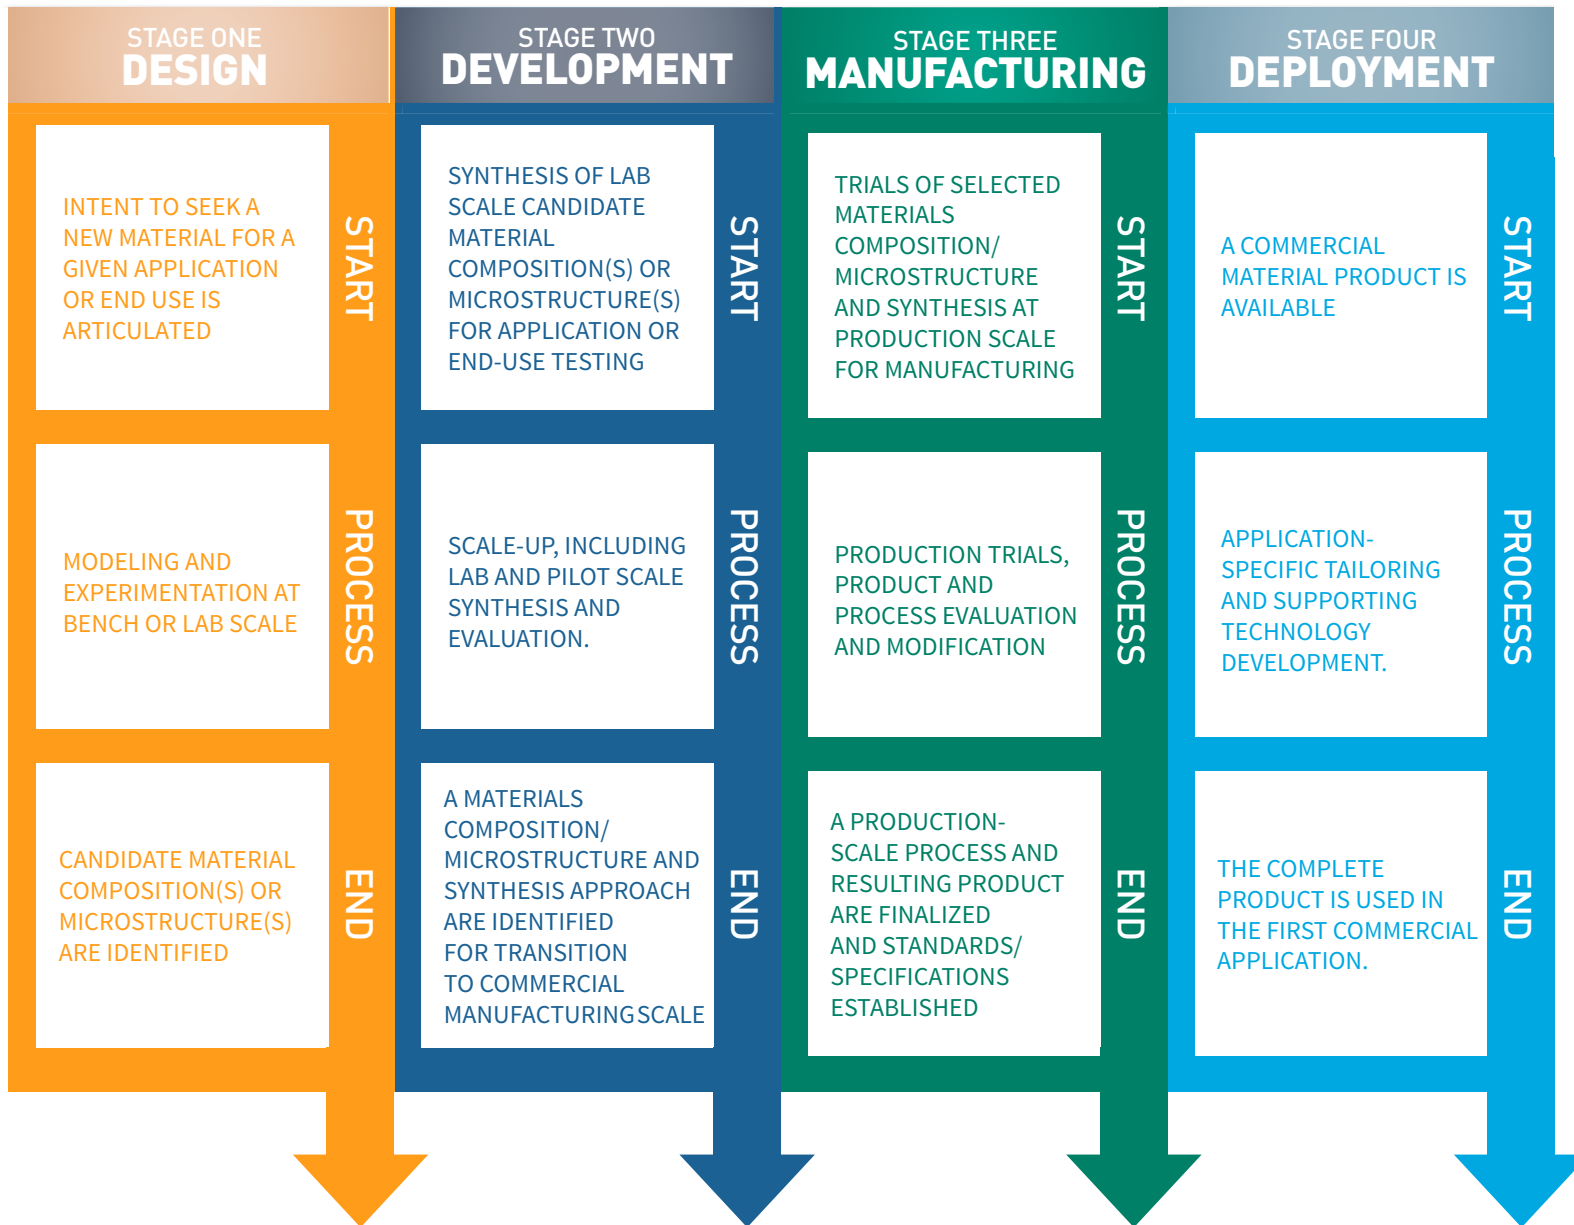 STAGE ONE
DESIGN
INTENT TO SEEK A
NEW MATERIAL FOR A
GIVEN APPLICATION
OR END USE IS
ARTICULATED
START
MODELING AND
EXPERIMENTATION AT
BENCH OR LAB SCALE
PROCESS
CANDIDATE MATERIAL
COMPOSITION(S) OR
MICROSTRUCTURE(S)
ARE IDENTIFIED
END
STAGE TWO
DEVELOPMENT
SYNTHESIS OF LAB
SCALE CANDIDATE
MATERIAL
COMPOSITION(S) OR
MICROSTRUCTURE(S)
FOR APPLICATION OR
END-USE TESTING
START
SCALE-UP, INCLUDING
LAB AND PILOT SCALE
SYNTHESIS AND
EVALUATION.
PROCESS
A MATERIALS
COMPOSITION/
MICROSTRUCTURE AND
SYNTHESIS APPROACH
ARE IDENTIFIED
FOR TRANSITION
TO COMMERCIAL
MANUFACTURING SCALE
END
STAGE THREE
MANUFACTURING
TRIALS OF SELECTED
MATERIALS
COMPOSITION/
MICROSTRUCTURE
AND SYNTHESIS AT
PRODUCTION SCALE
FOR MANUFACTURING
START
PRODUCTION TRIALS,
PRODUCT AND
PROCESS EVALUATION
AND MODIFICATION
PROCESS
A PRODUCTION-
SCALE PROCESS AND
RESULTING PRODUCT
ARE FINALIZED
AND STANDARDS/
SPECIFICATIONS
ESTABLISHED
END
STAGE FOUR
DEPLOYMENT
A COMMERCIAL
MATERIAL PRODUCT IS
AVAILABLE
START
APPLICATION-
SPECIFIC TAILORING
AND SUPPORTING
TECHNOLOGY
DEVELOPMENT.
PROCESS
THE COMPLETE
PRODUCT IS USED IN
THE FIRST COMMERCIAL
APPLICATION.
END